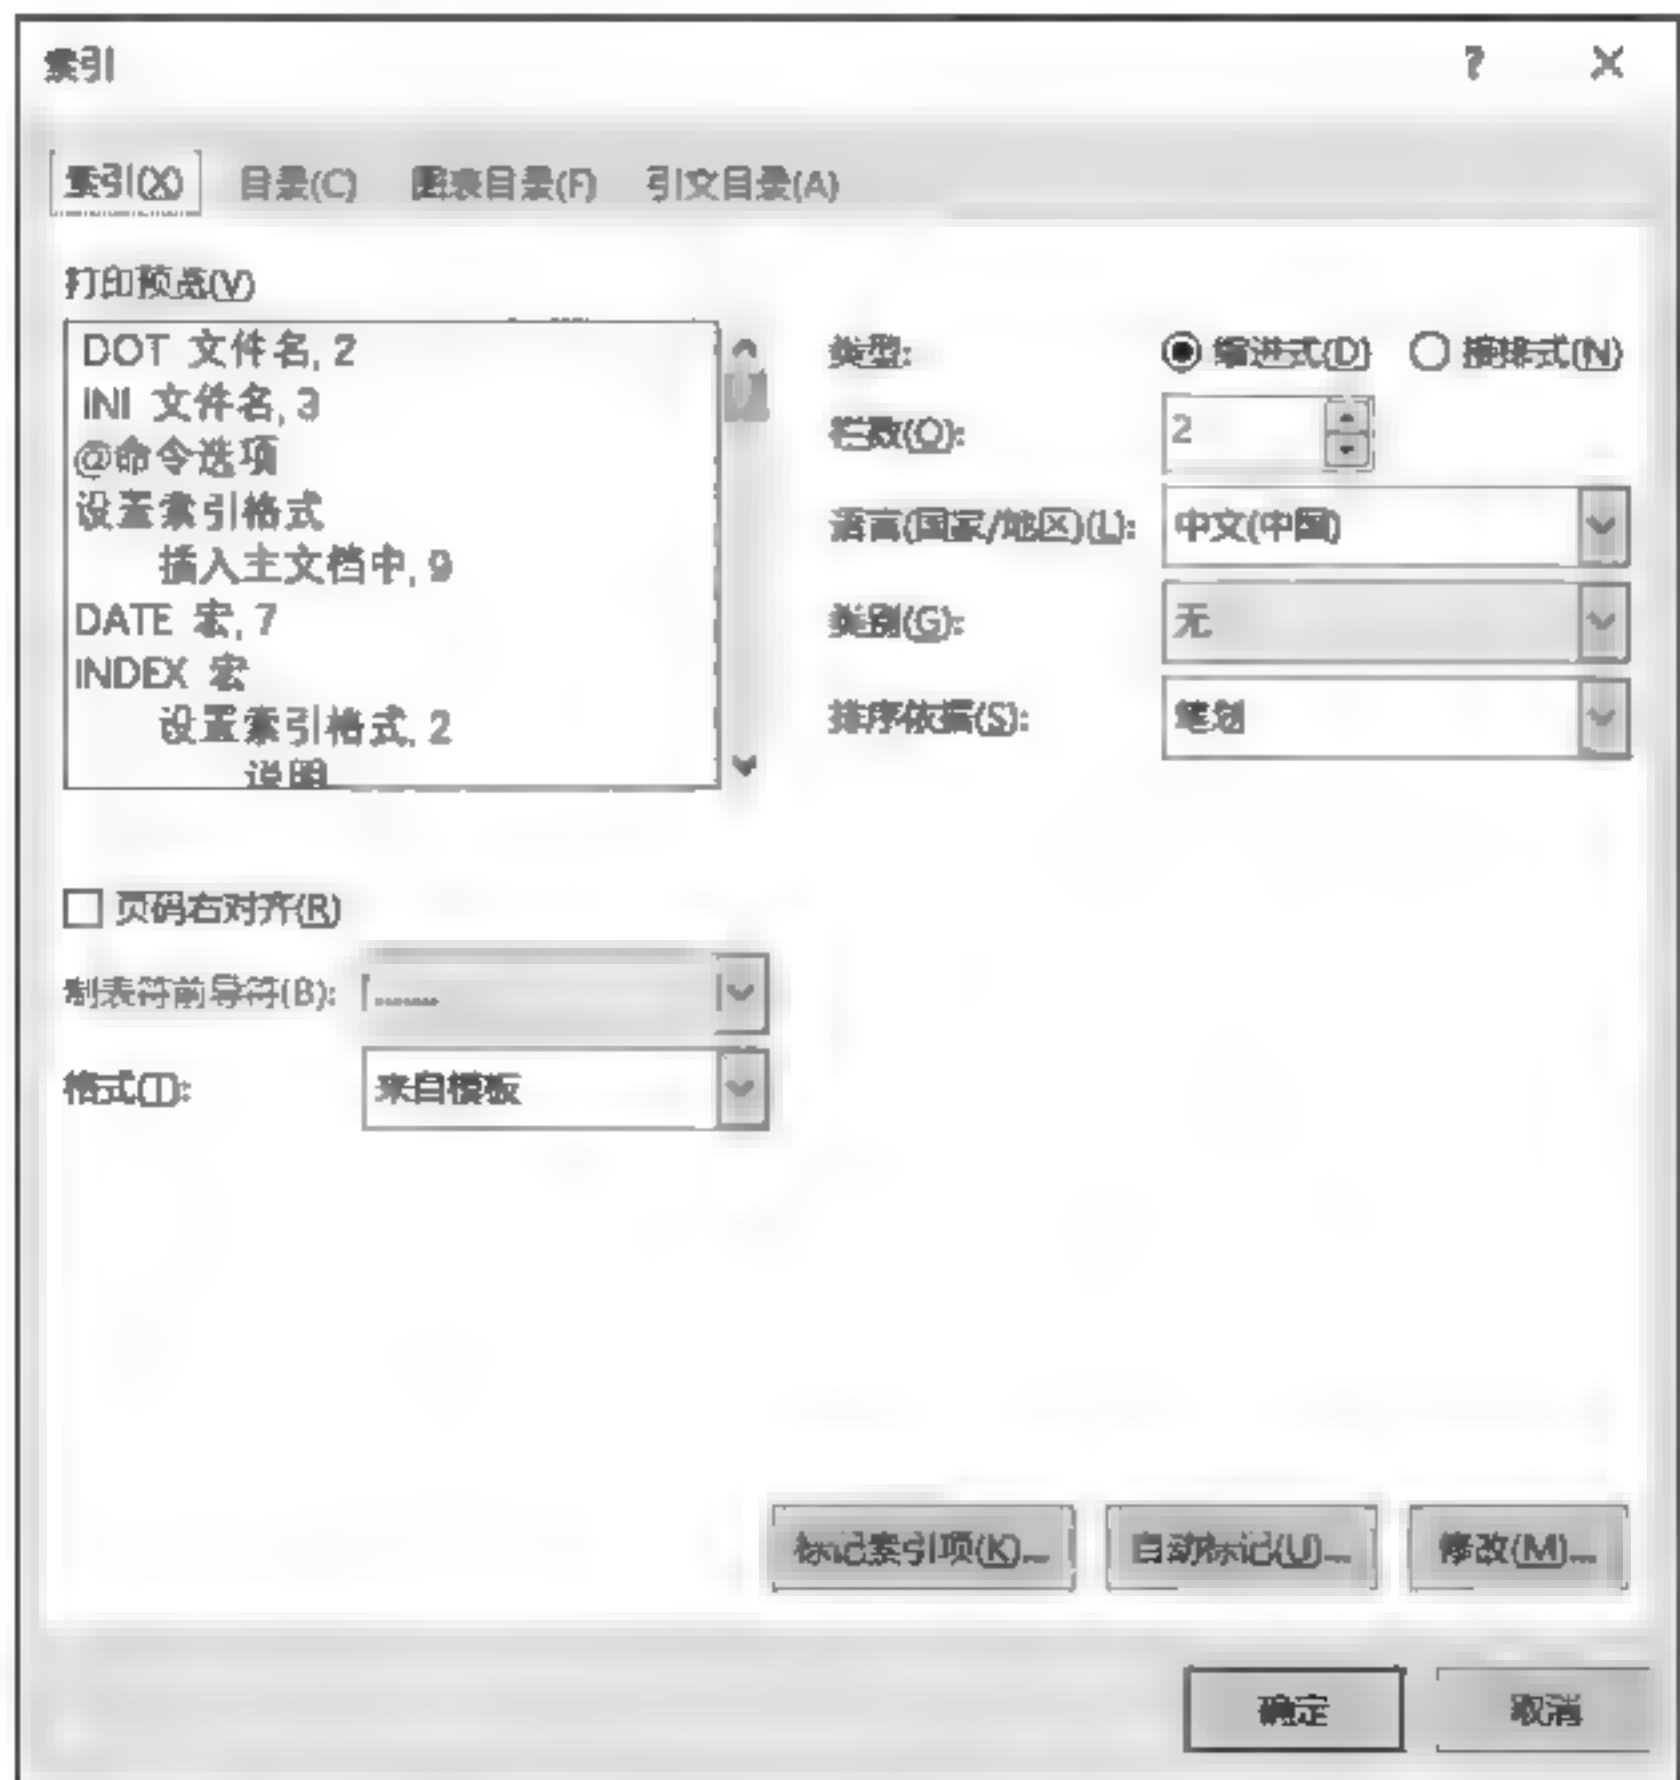 索引
索引(X) 目录(C) 图表目录(F) 引文目录(A)
打印预览(V)
DOT 文件名, 2
INI 文件名, 3
@命令选项
设置索引格式
插入主文档中, 9
DATE 宏, 7
INDEX 宏
设置索引格式, 2
说明
类型: 缩进式(D) 接排式(N)
栏数(O): 2
语言(国家/地区)(L): 中文(中国)
类别(G): 无
排序依据(S): 笔划
页码右对齐(R)
制表符前导符(B): .......
格式(T): 来自模板
标记索引项(K)... 自动标记(U)... 修改(M)...
确定 取消